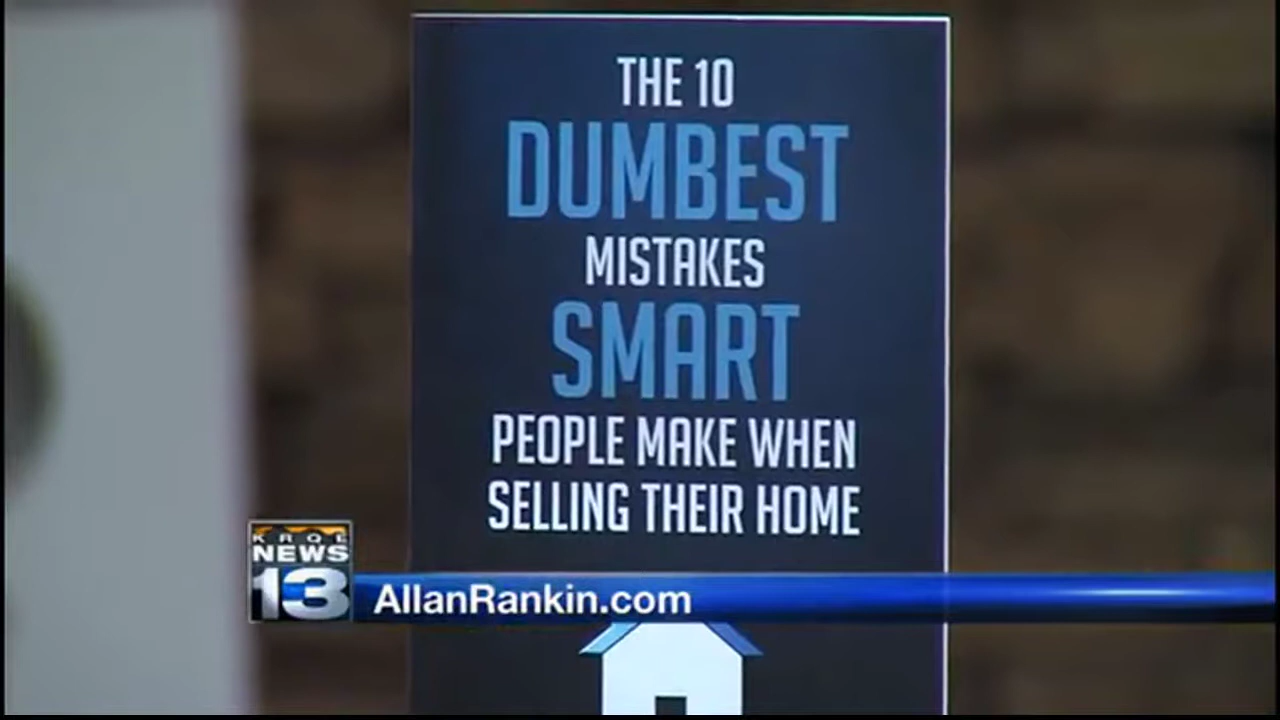 THE 10
DUMBEST
MISTAKES
SMART
PEOPLE MAKE WHEN
SELLING THEIR HOME
KRQE
NEWS
13
AllanRankin.com